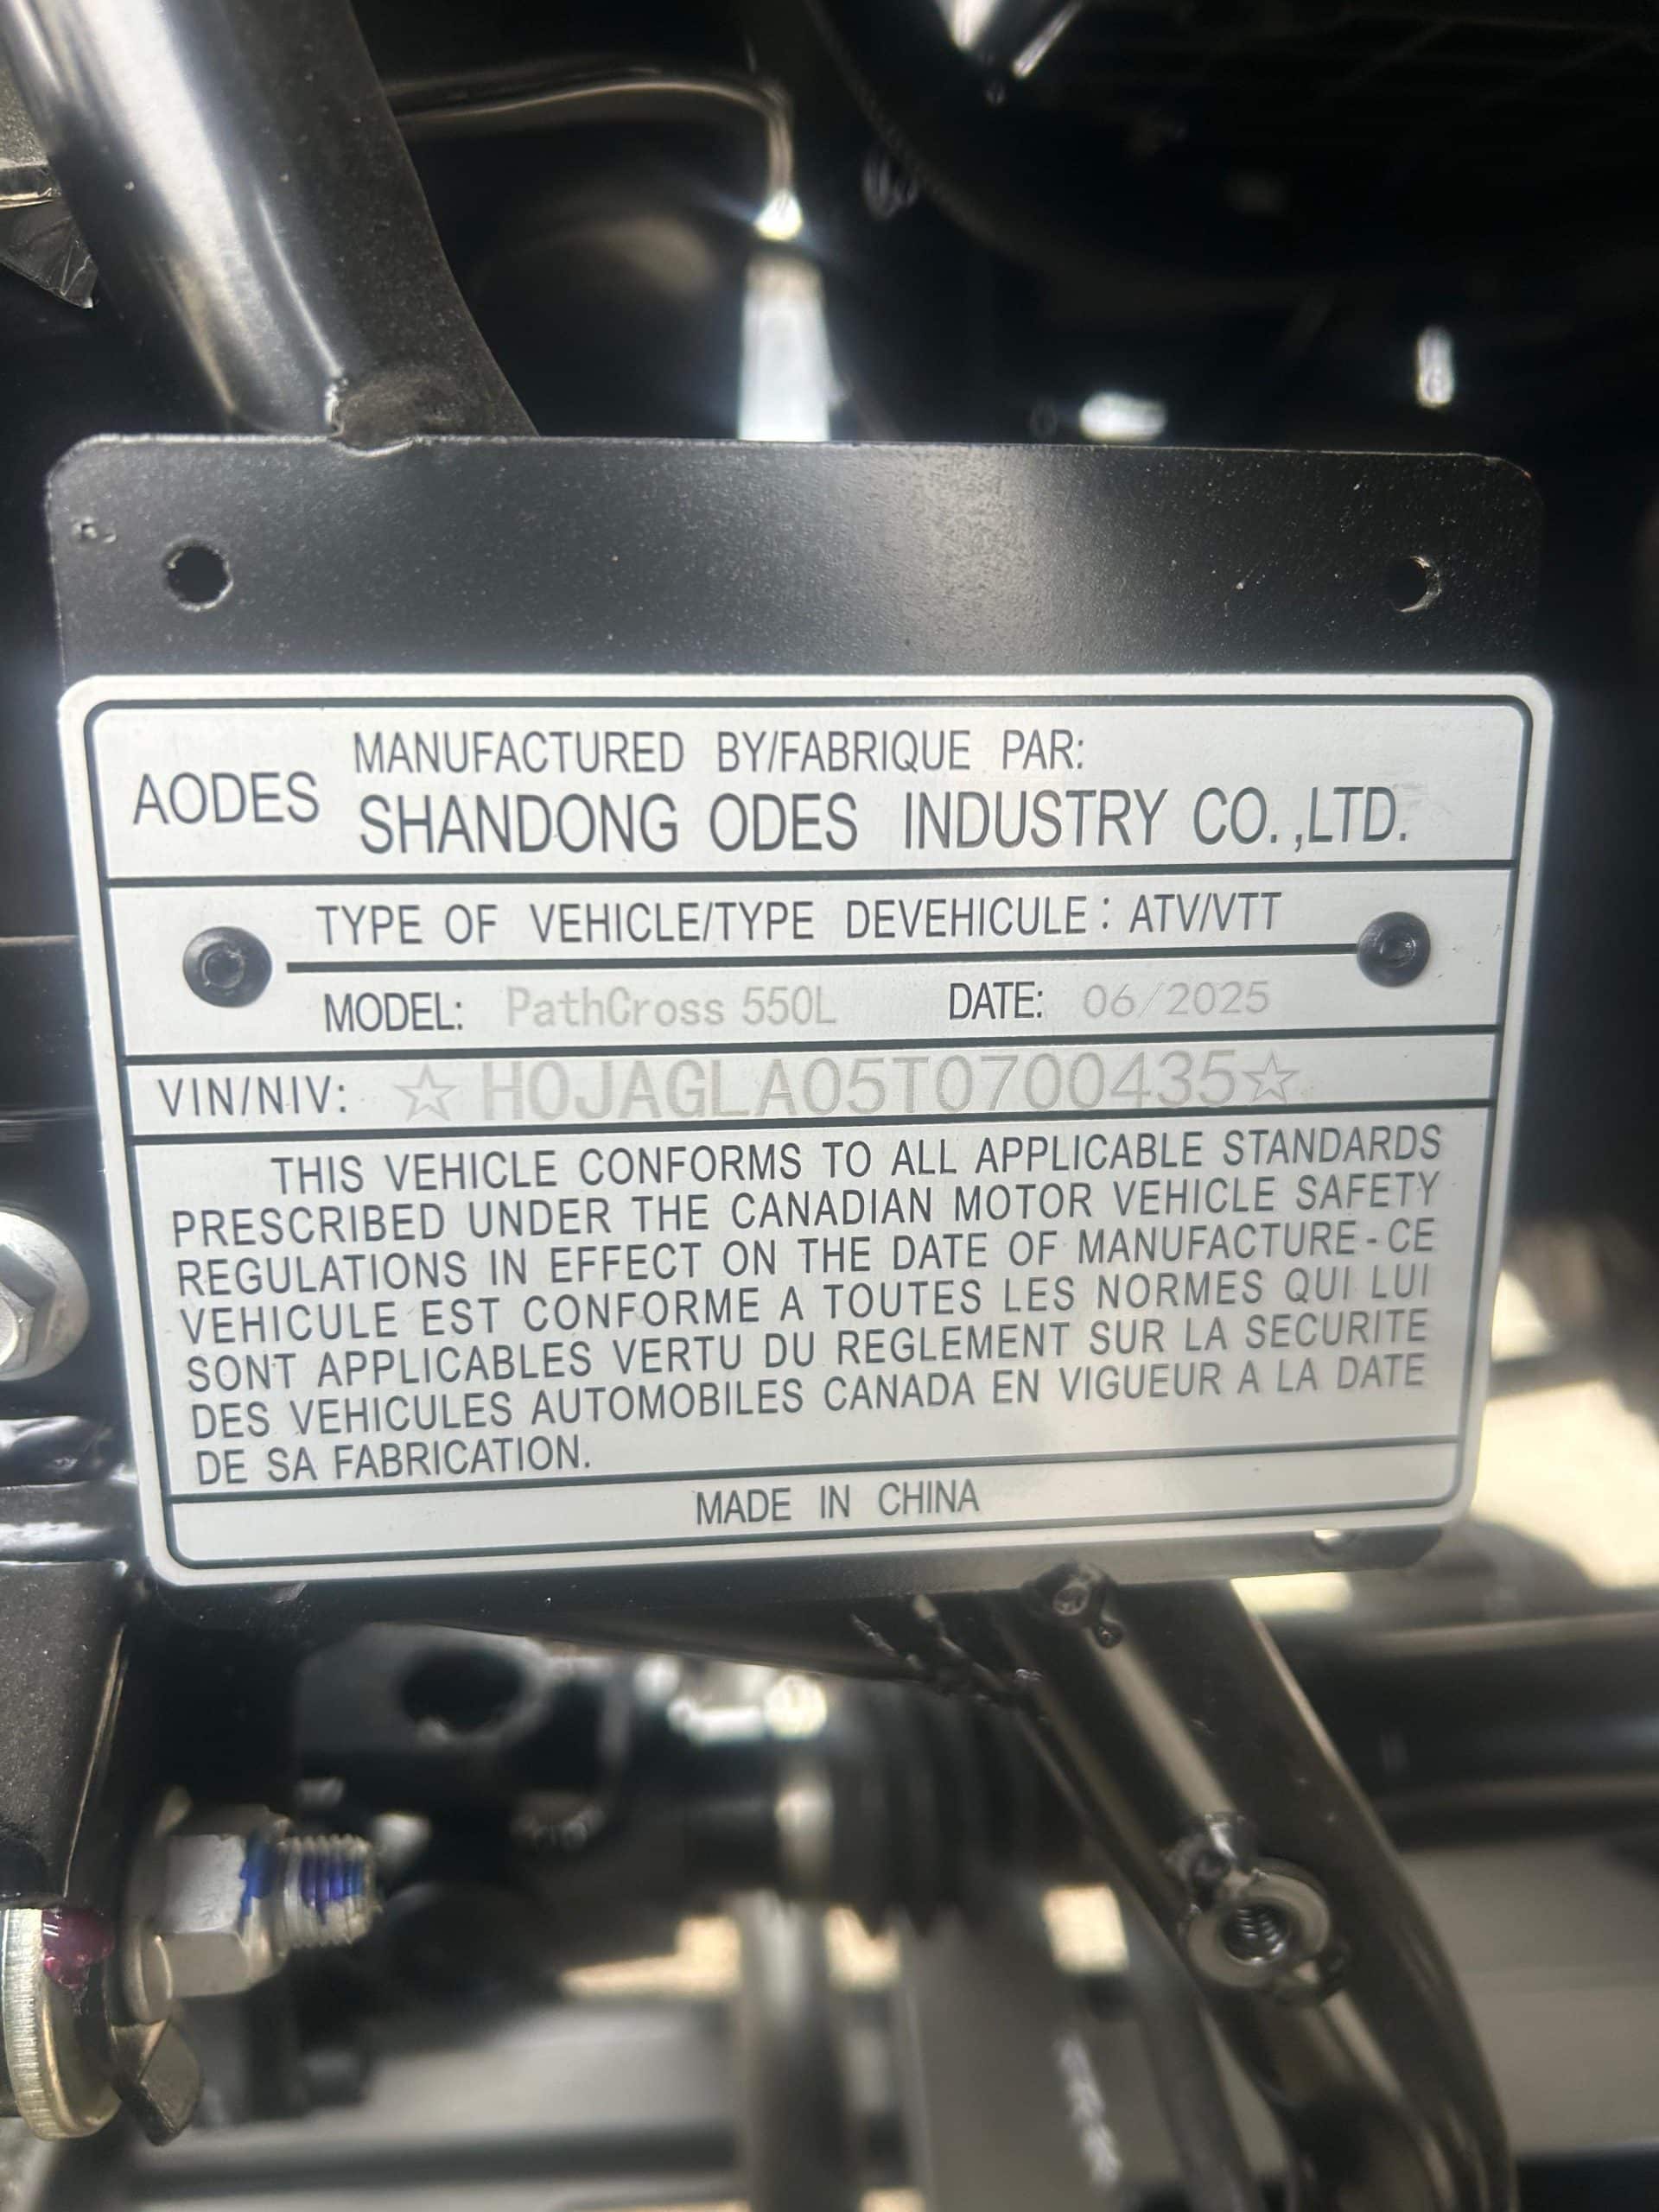 MANUFACTURED BY/FABRIQUE PAR:
AODES SHANDONG ODES INDUSTRY CO.,LTD.
TYPE OF VEHICLE/TYPE DEVEHICULE: ATV/VTT
MODEL: PathCross 550L DATE: 06/2025
VIN/NIV: ☆H0JAGLA05T0700435☆
THIS VEHICLE CONFORMS TO ALL APPLICABLE STANDARDS
PRESCRIBED UNDER THE CANADIAN MOTOR VEHICLE SAFETY
REGULATIONS IN EFFECT ON THE DATE OF MANUFACTURE-CE
VEHICULE EST CONFORME A TOUTES LES NORMES QUI LUI
SONT APPLICABLES VERTU DU REGLEMENT SUR LA SECURITE
DES VEHICULES AUTOMOBILES CANADA EN VIGUEUR A LA DATE
DE SA FABRICATION.
MADE IN CHINA